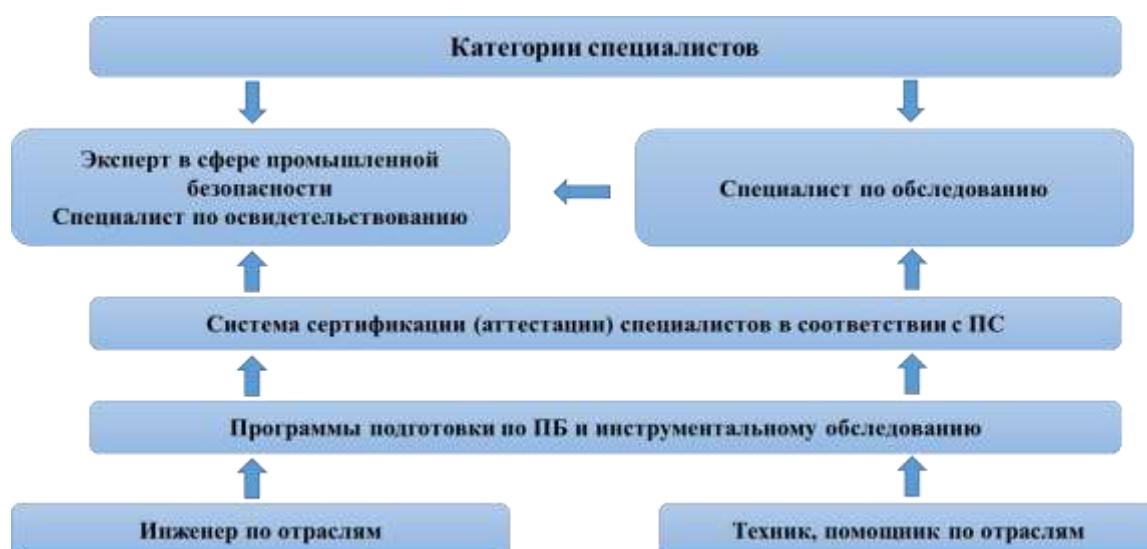 Категории специалистов
Эксперт в сфере промышленной
безопасности
Специалист по освидетельствованию
Специалист по обследованию
Система сертификации (аттестации) специалистов в соответствии с ПС
Программы подготовки по ПБ и инструментальному обследованию
Инженер по отраслям
Техник, помощник по отраслям